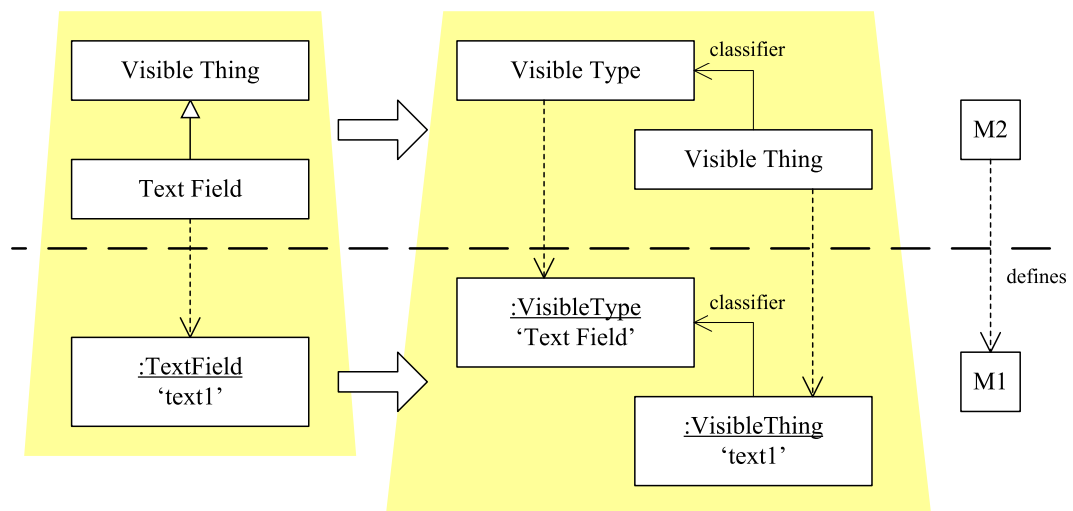 Visible Thing
Text Field
:TextField
‘text1’
Visible Type
classifier
Visible Thing
:VisibleType
‘Text Field’
classifier
:VisibleThing
‘text1’
M2
defines
M1